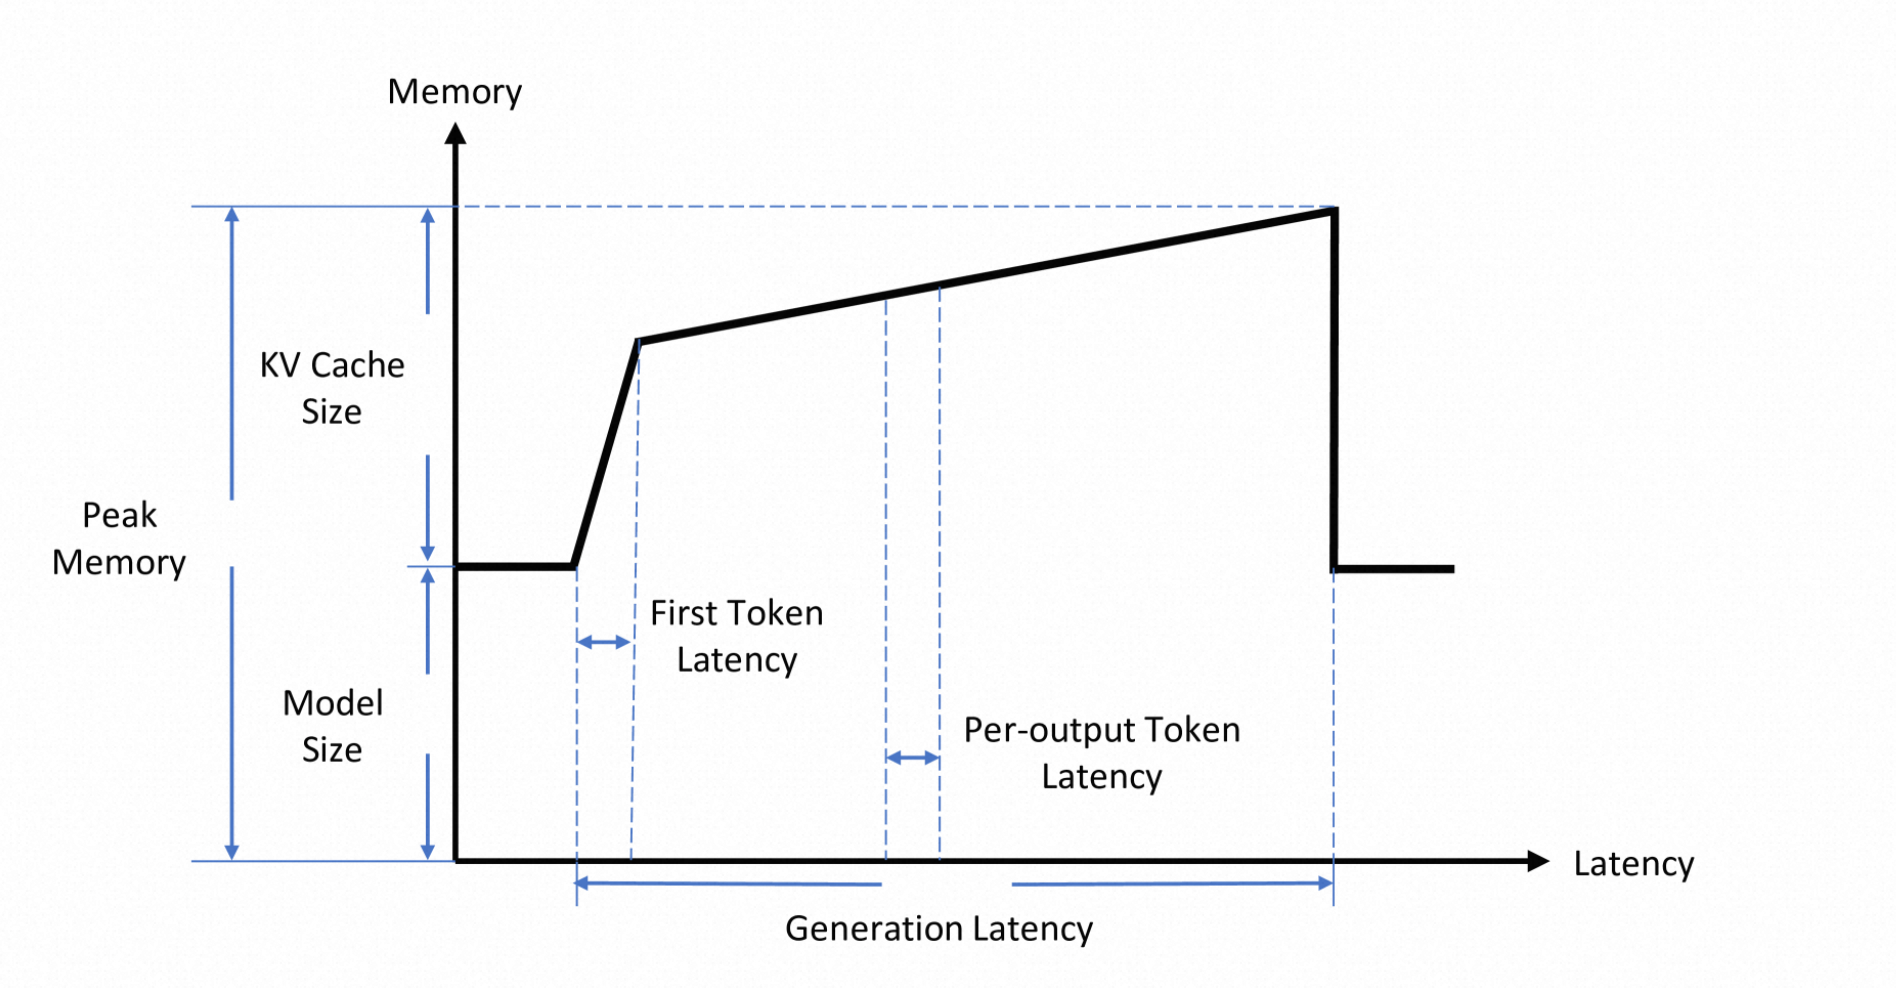 Memory
KV Cache
Size
Peak
Memory
First Token
Latency
Model
Size
Per-output Token
Latency
Latency
Generation Latency